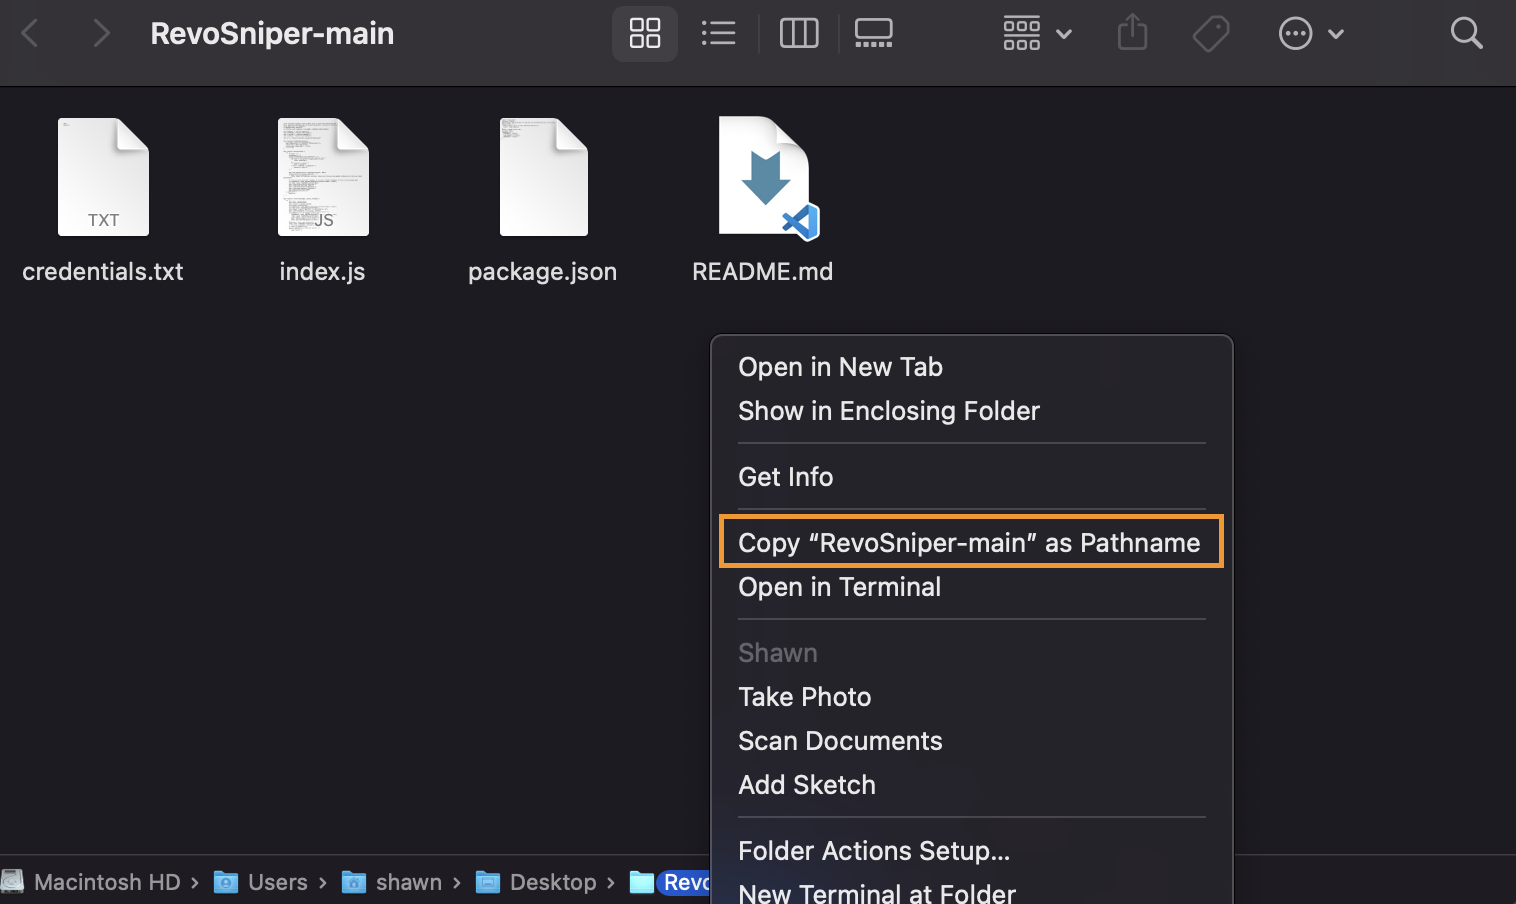 RevoSniper-main
TXT
JS
credentials.txt
index.js
package.json
README.md
Open in New Tab
Show in Enclosing Folder
Get Info
Copy “RevoSniper-main” as Pathname
Open in Terminal
Shawn
Take Photo
Scan Documents
Add Sketch
Folder Actions Setup...
New Terminal at Folder
Macintosh HD › Users › shawn › Desktop › Revo